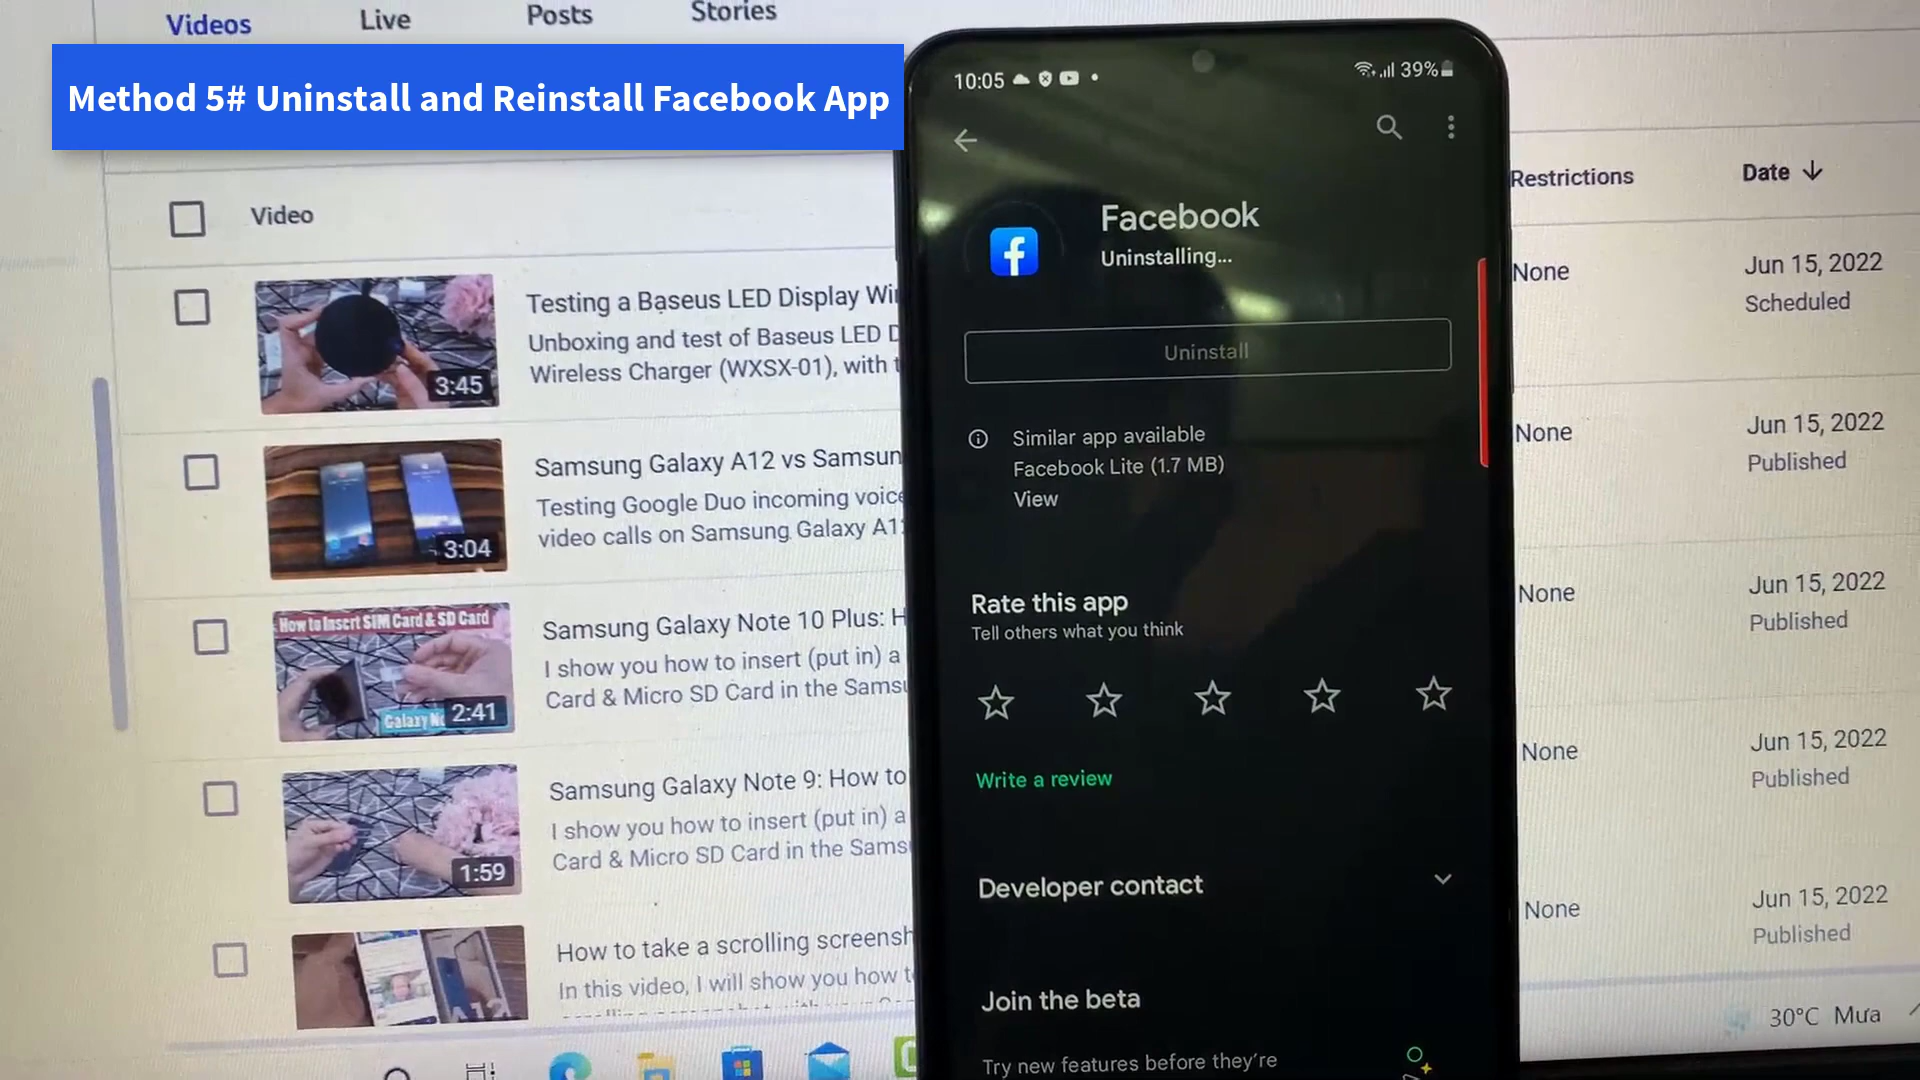 Videos
Live
Posts
Stories
Method 5# Uninstall and Reinstall Facebook App
Video
Restrictions
Date
Testing a Baseus LED Display
Unboxing and test of Baseus LED
Wireless Charger (WXSX-01), with
3:45
None
Jun 15, 2022
Scheduled
Samsung Galaxy A12 vs
Testing Google Duo incoming
video calls on Samsung Galaxy
3:04
None
Jun 15, 2022
Published
How to Insert SIM Card & SD Card
Galaxy
2:41
Samsung Galaxy Note 10 Plus:
I show you how to insert (put in) a
Card & Micro SD Card in the
None
Jun 15, 2022
Published
Samsung Galaxy Note 9: How to
I show you how to insert (put in) a
Card & Micro SD Card in the
1:59
None
Jun 15, 2022
Published
A12
How to take a scrolling
In this video, I will show you how
None
Jun 15, 2022
Published
30°C Mưa
10:05
39%
Facebook
Uninstalling...
Uninstall
Similar app available
Facebook Lite (1.7 MB)
View
Rate this app
Tell others what you think
Write a review
Developer contact
Join the beta
Try new features before they're